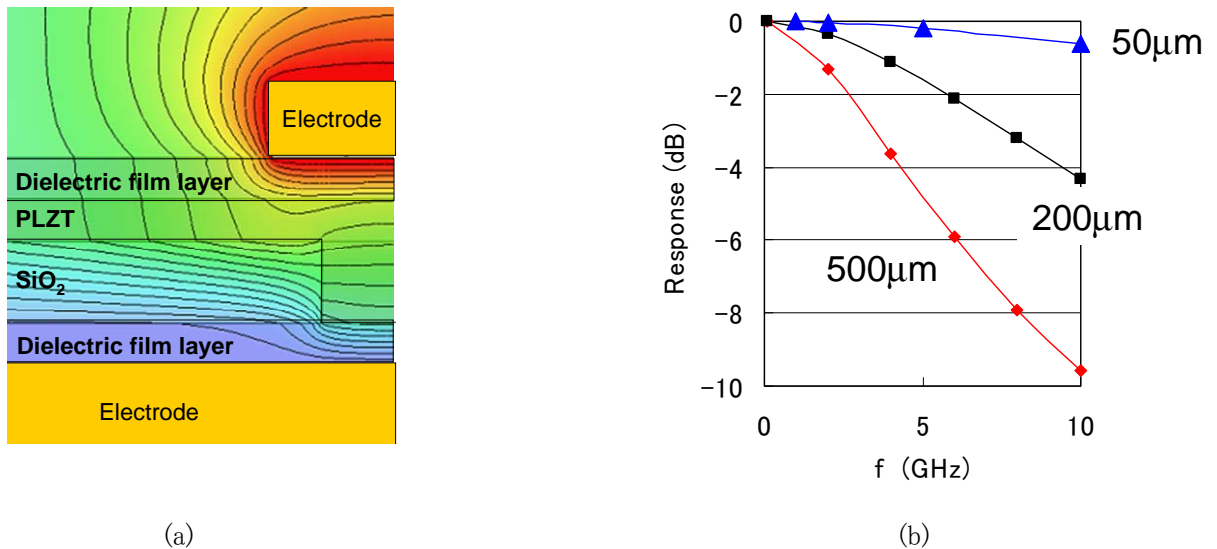 Electrode
Dielectric film layer
PLZT
SiO₂
Dielectric film layer
Electrode
(a)
0
−2
−4
−6
−8
−10
Response (dB)
0
5
10
f (GHz)
50μm
200μm
500μm
(b)